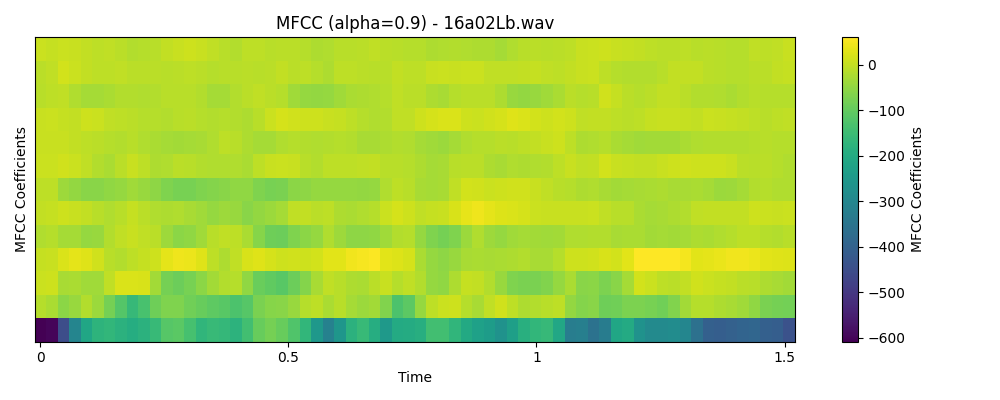 MFCC (alpha=0.9) - 16a02Lb.wav
MFCC Coefficients
0
0.5
1
1.5
Time
0
−100
−200
−300
−400
−500
−600
MFCC Coefficients